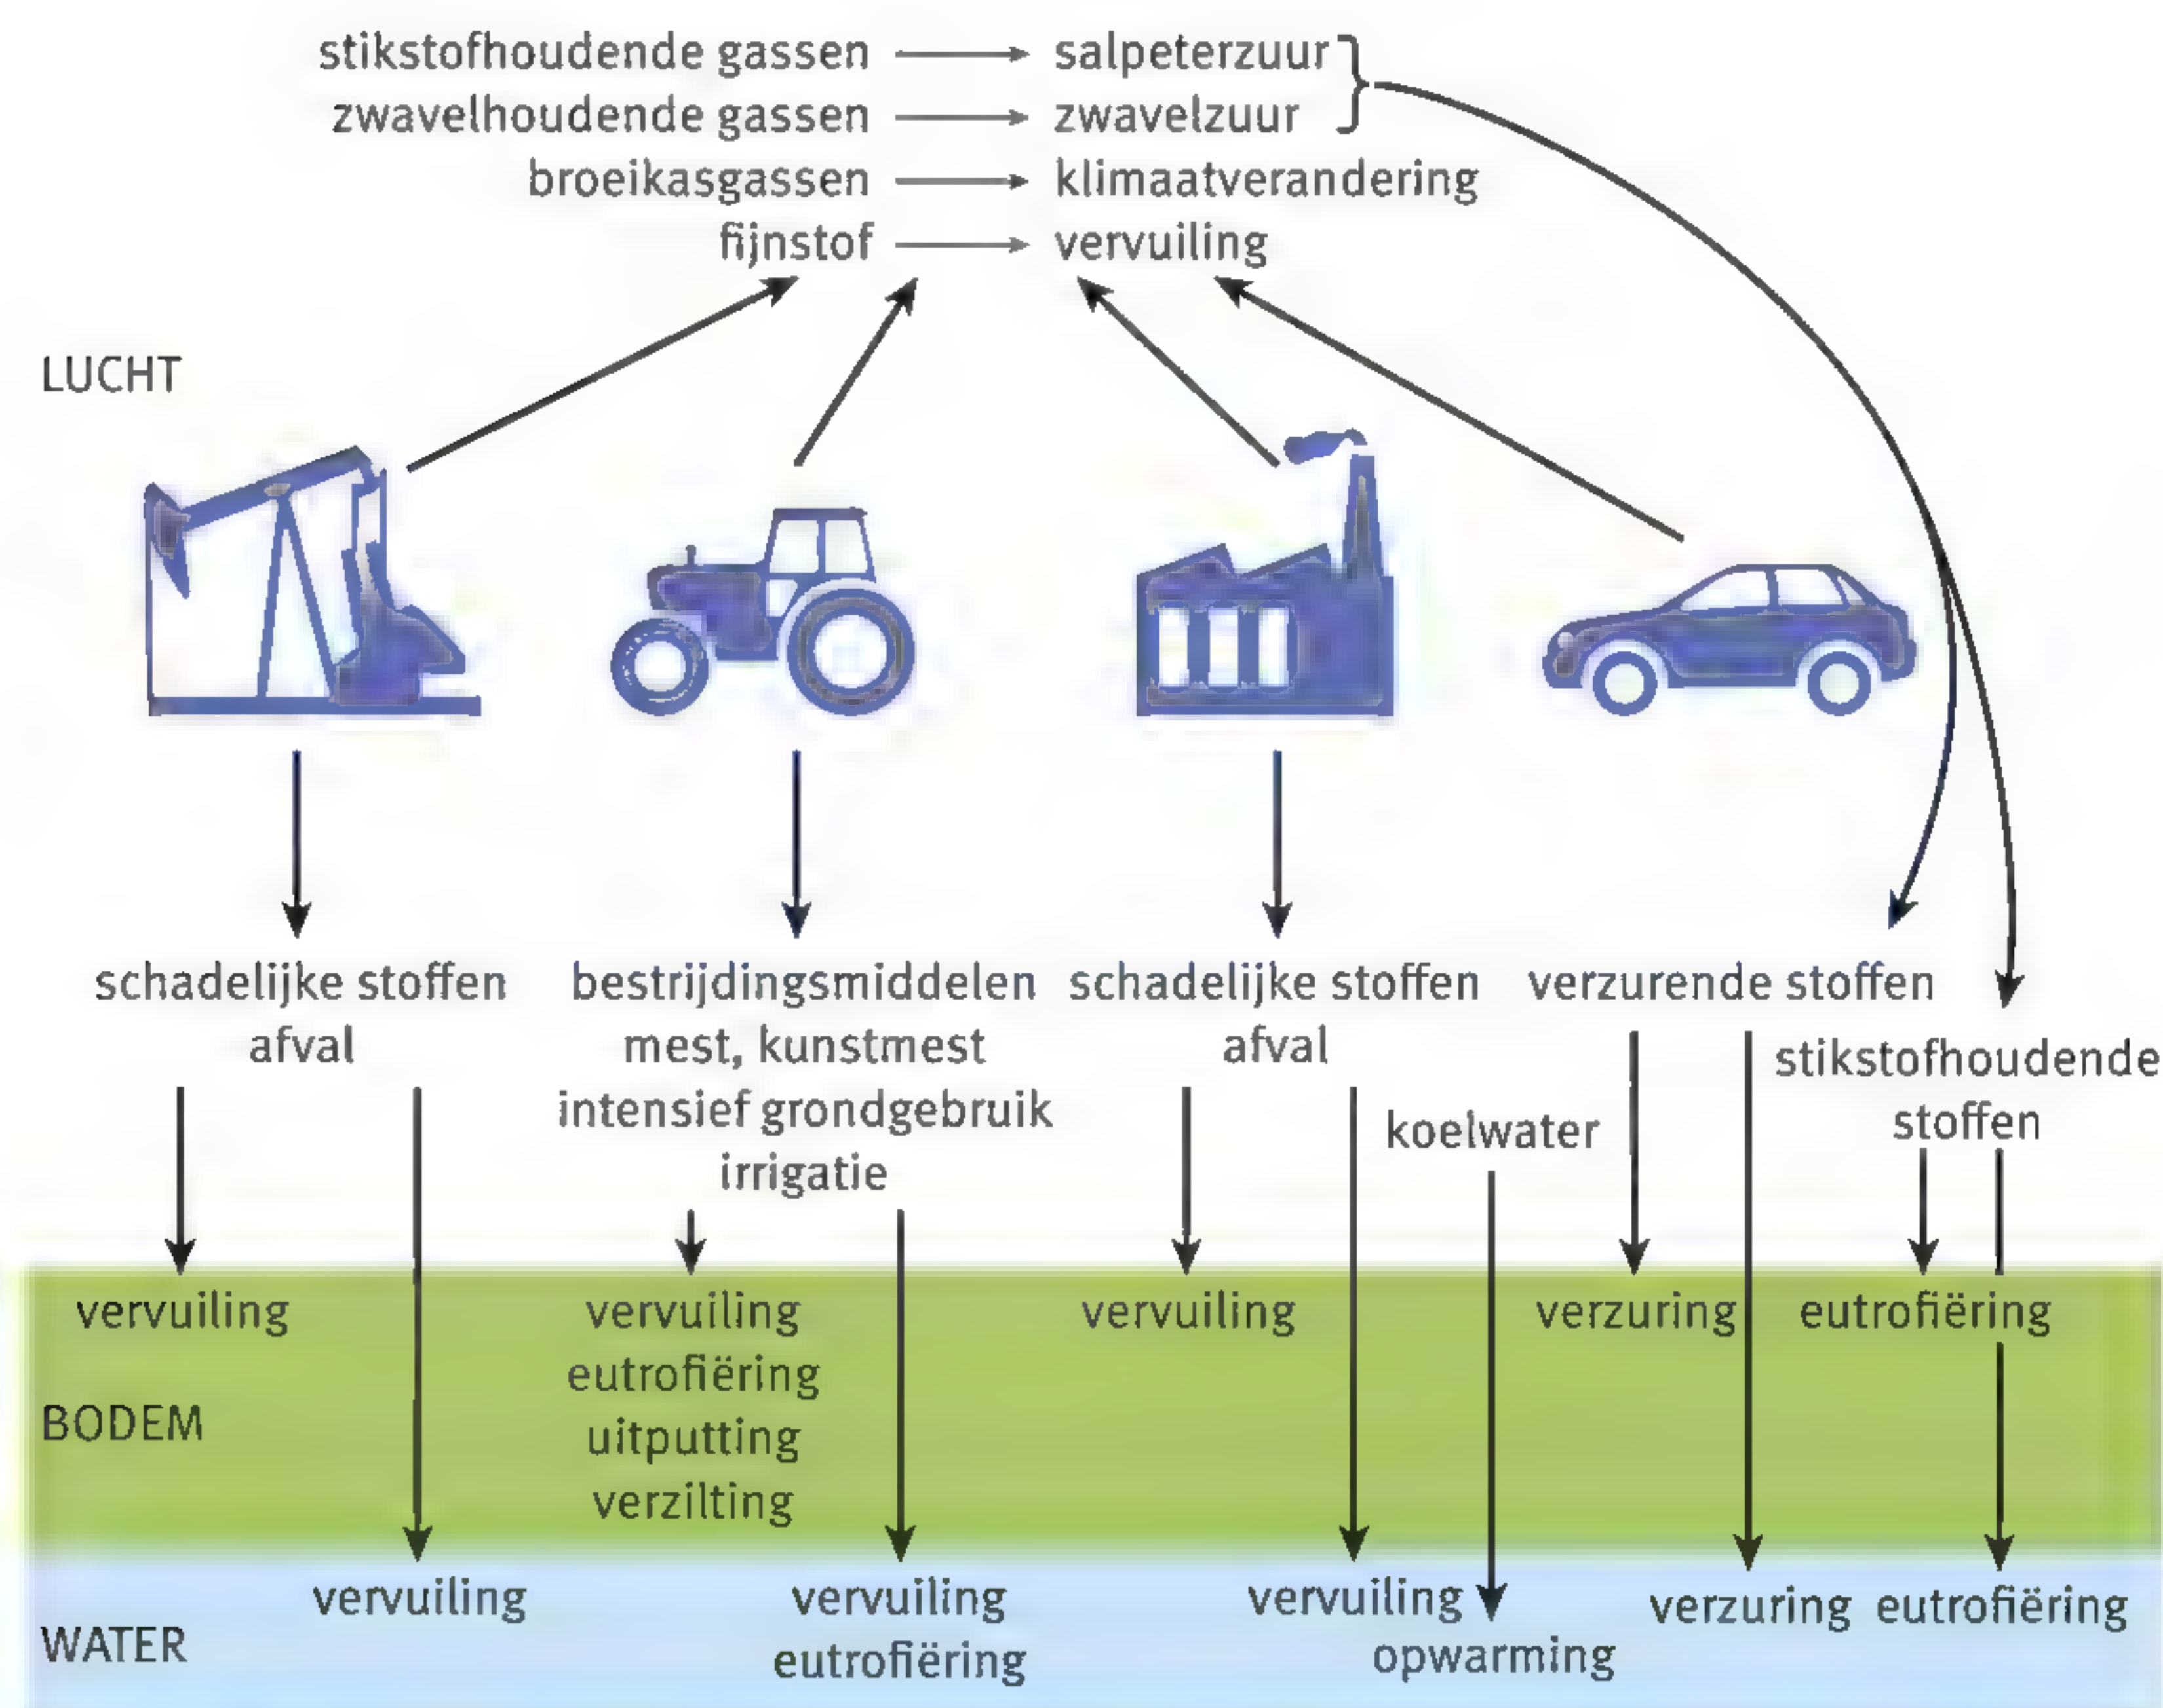 stikstofhoudende gassen salpeterzuur
zwavelhoudende gassen zwavelzuur
broeikasgassen klimaatverandering
fijnstof vervuiling
LUCHT
schadelijke stoffen
afval
bestrijdingsmiddelen
mest, kunstmest
intensief grondgebruik
irrigatie
schadelijke stoffen
afval
koelwater
verzurende stoffen
stikstofhoudende
stoffen
BODEM
vervuiling
vervuiling
eutrofiëring
uitputting
verzilting
vervuiling
verzuring
eutrofiëring
WATER
vervuiling
vervuiling
eutrofiëring
vervuiling
opwarming
verzuring
eutrofiëring